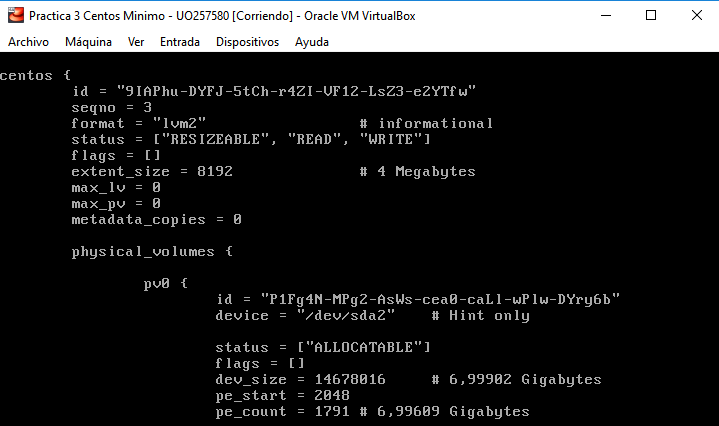 Practica 3 Centos Minimo - UO257580 [Corriendo] - Oracle VM VirtualBox
Archivo Máquina Ver Entrada Dispositivos Ayuda
centos {
id = "9IAPhu-DYFJ-5tCh-r4ZI-VF12-LsZ3-e2YTfw"
seqno = 3
format = "lvm2" # informational
status = ["RESIZEABLE", "READ", "WRITE"]
flags = []
extent_size = 8192 # 4 Megabytes
max_lv = 0
max_pv = 0
metadata_copies = 0
physical_volumes {
pv0 {
id = "P1Fg4N-MPg2-AsWs-cea0-caLl-wPlw-DYry6b"
device = "/dev/sda2" # Hint only
status = ["ALLOCATABLE"]
flags = []
dev_size = 14678016 # 6,99902 Gigabytes
pe_start = 2048
pe_count = 1791 # 6,99609 Gigabytes